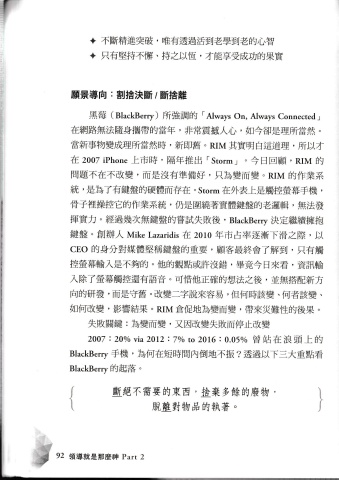 ✦ 不斷精進突破，唯有透過活到老學到老的心智
✦ 只有堅持不懈、持之以恆，才能享受成功的果實
願景導向：割捨決斷 / 斷捨離
黑莓（BlackBerry）所強調的「Always On, Always Connected」
在網路無法隨身攜帶的當年，非常震撼人心，如今卻是理所當然。
當新事物變成理所當然時，新即舊。RIM 其實明白這道理，所以才
在 2007 iPhone 上市時，隔年推出「Storm」。今日回顧，RIM 的
問題不在不改變，而是沒有準備好，只為變而變。RIM 的作業系
統，是為了有鍵盤的硬體而存在，Storm 在外表上是觸控螢幕手機，
骨子裡操控它的作業系統，仍是圍繞著實體鍵盤的老邏輯，無法發
揮實力。經過幾次無鍵盤的嘗試失敗後，BlackBerry 決定繼續擁抱
鍵盤。創辦人 Mike Lazaridis 在 2010 年市占率逐漸下滑之際，以
CEO 的身分對媒體堅稱鍵盤的重要，顧客最終會了解到，只有觸
控螢幕輸入是不夠的。他的觀點或許沒錯，畢竟今日來看，資訊輸
入除了螢幕觸控還有語音。可惜他正確的想法之後，並無搭配新方
向的研發，而是守舊。改變二字說來容易，但何時該變、何者該變、
如何改變，影響結果。RIM 倉促地為變而變，帶來災難性的後果。
失敗關鍵：為變而變，又因改變失敗而停止改變
2007：20% via 2012：7% to 2016：0.05% 曾站在浪頭上的
BlackBerry 手機，為何在短時間內倒地不振？透過以下三大重點看
BlackBerry 的起落。
斷絕不需要的東西，捨棄多餘的廢物，
脫離對物品的執著。
92 領導就是那麼神 Part 2